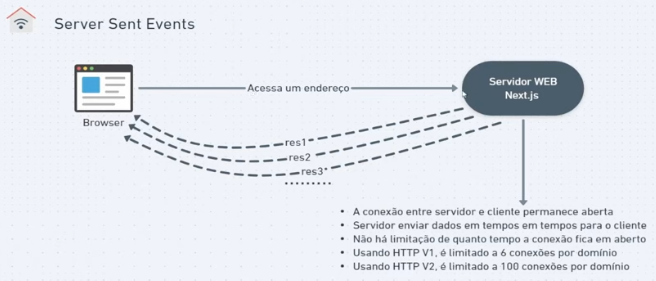 Server Sent Events
Acessa um endereço
Servidor WEB
Next.js
Browser
res1
res2
res3
• A conexão entre servidor e cliente permanece aberta
• Servidor enviar dados em tempos em tempos para o cliente
• Não há limitação de quanto tempo a conexão fica em aberto
• Usando HTTP V1, é limitado a 6 conexões por domínio
• Usando HTTP V2, é limitado a 100 conexões por domínio